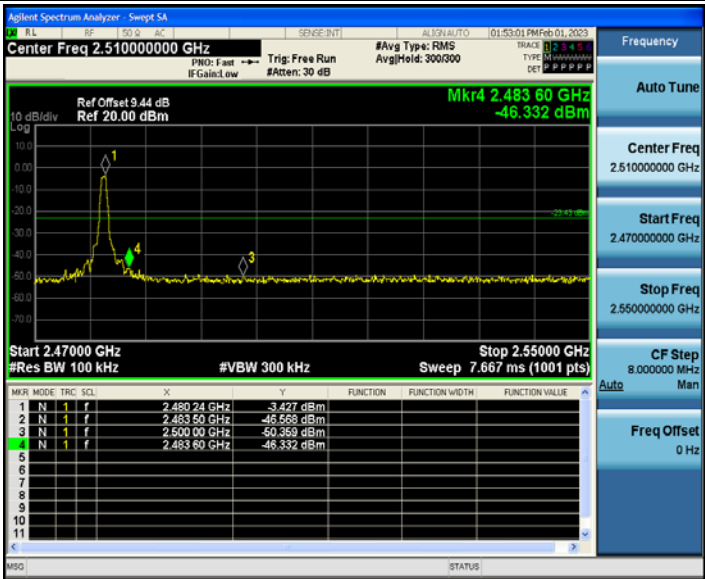 Agilent Spectrum Analyzer - Swept SA
RL RF 50 Ω AC SENSE:INT ALIGN AUTO 01:53:01 PM Feb 01, 2023
Center Freq 2.510000000 GHz
PNO: Fast
IFGain:Low
Trig: Free Run
#Atten: 30 dB
#Avg Type: RMS
Avg|Hold: 300/300
TRACE 1 2 3 4 5 6
TYPE M
DET P P P P P P
Ref Offset 9.44 dB
10 dB/div Ref 20.00 dBm
Log
Mkr4 2.483 60 GHz
-46.332 dBm
10.0
0.00
-10.0
-20.0
-30.0
-40.0
-50.0
-60.0
-70.0
1
4
3
-23.43 dBm
Start 2.47000 GHz Stop 2.55000 GHz
#Res BW 100 kHz #VBW 300 kHz Sweep 7.667 ms (1001 pts)
MKR MODE TRC SCL X Y FUNCTION FUNCTION WIDTH FUNCTION VALUE
1 N 1 f 2.480 24 GHz -3.427 dBm
2 N 1 f 2.483 50 GHz -46.568 dBm
3 N 1 f 2.500 00 GHz -50.359 dBm
4 N 1 f 2.483 60 GHz -46.332 dBm
5
6
7
8
9
10
11
MSG STATUS
Frequency
Auto Tune
Center Freq
2.510000000 GHz
Start Freq
2.470000000 GHz
Stop Freq
2.550000000 GHz
CF Step
8.000000 MHz
Auto Man
Freq Offset
0 Hz